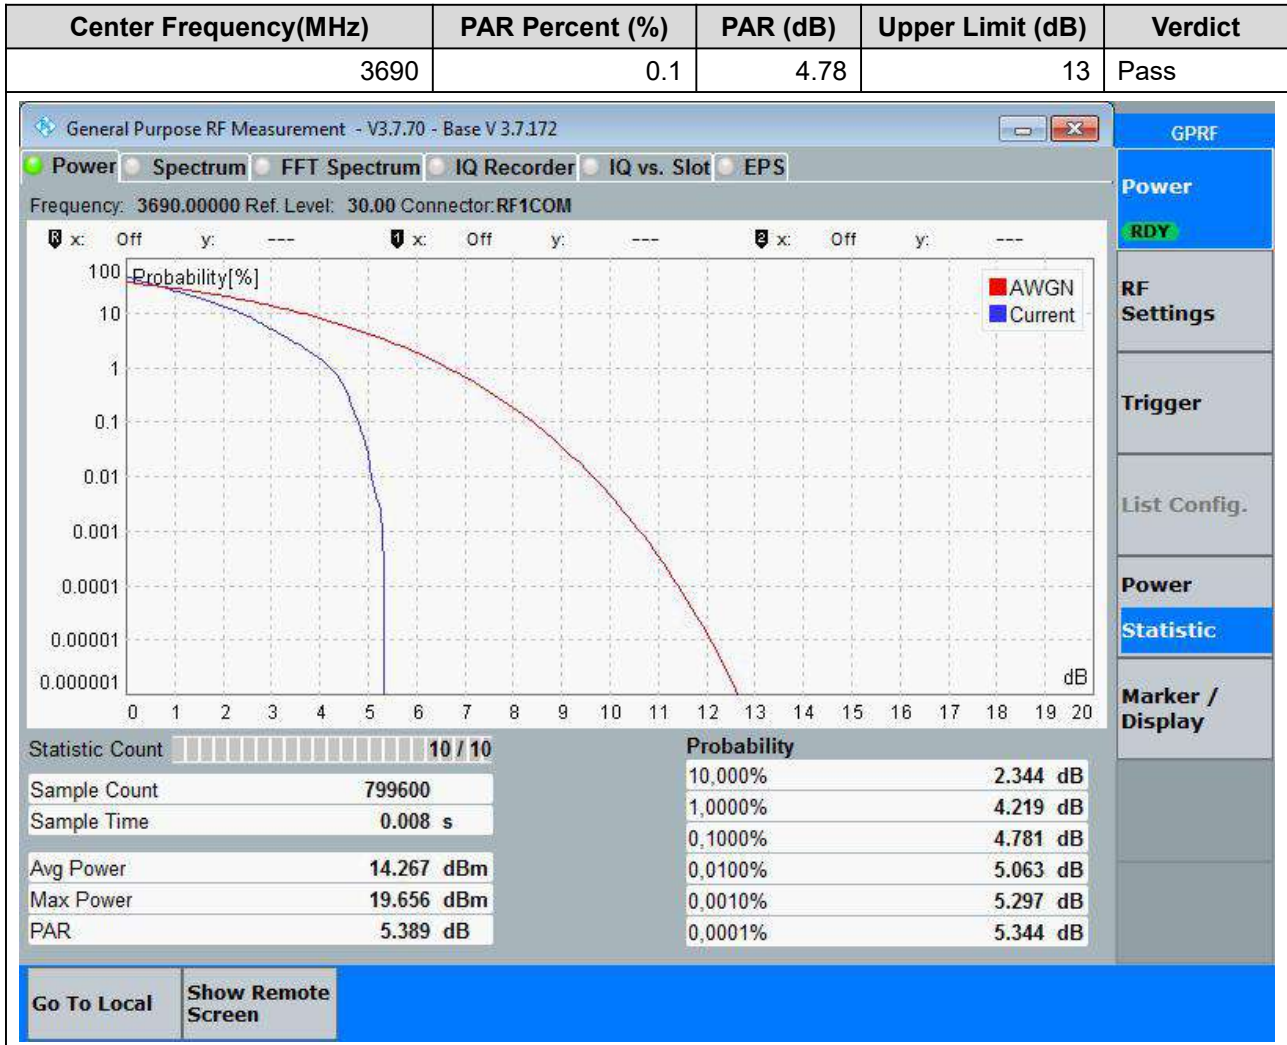 Center Frequency(MHz) PAR Percent (%) PAR (dB) Upper Limit (dB) Verdict
3690 0.1 4.78 13 Pass
General Purpose RF Measurement - V3.7.70 - Base V 3.7.172
GPRF
Power Spectrum FFT Spectrum IQ Recorder IQ vs. Slot EPS
Frequency: 3690.00000 Ref. Level: 30.00 Connector:RF1COM
R x: Off y: --- 1 x: Off y: --- 2 x: Off y: ---
Probability[%]
AWGN
Current
100
10
1
0.1
0.01
0.001
0.0001
0.00001
0.000001
dB
0 1 2 3 4 5 6 7 8 9 10 11 12 13 14 15 16 17 18 19 20
Statistic Count 10 / 10
Sample Count 799600
Sample Time 0.008 s
Avg Power 14.267 dBm
Max Power 19.656 dBm
PAR 5.389 dB
Probability
10,000% 2.344 dB
1,0000% 4.219 dB
0,1000% 4.781 dB
0,0100% 5.063 dB
0,0010% 5.297 dB
0,0001% 5.344 dB
Power
RDY
RF
Settings
Trigger
List Config.
Power
Statistic
Marker /
Display
Go To Local
Show Remote
Screen